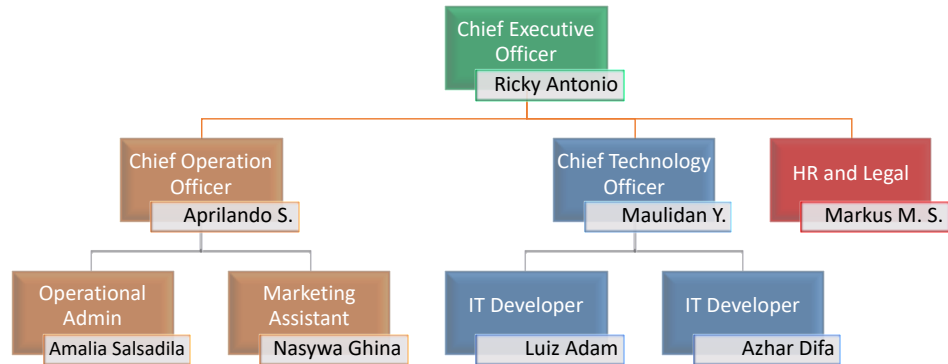 Chief Executive
Officer
Ricky Antonio
Chief Operation
Officer
Aprilando S.
Chief Technology
Officer
Maulidan Y.
HR and Legal
Markus M. S.
Operational
Admin
Amalia Salsadila
Marketing
Assistant
Nasywa Ghina
IT Developer
Luiz Adam
IT Developer
Azhar Difa